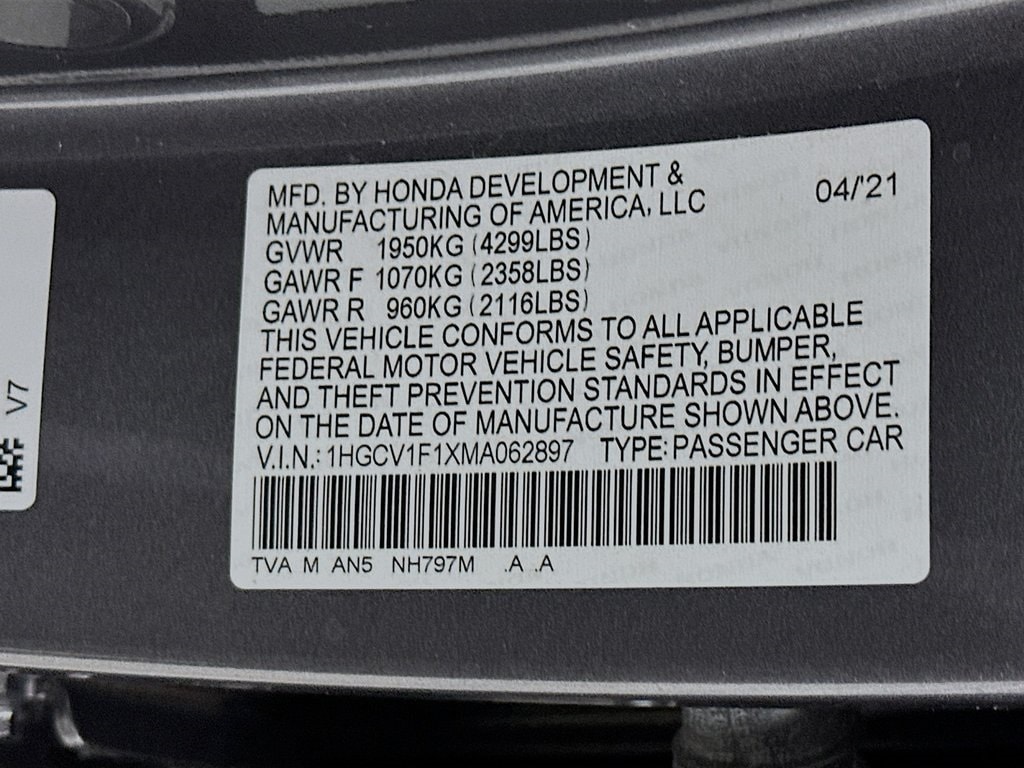 MFD. BY HONDA DEVELOPMENT &
MANUFACTURING OF AMERICA, LLC
04/'21
GVWR 1950KG (4299LBS)
GAWR F 1070KG (2358LBS)
GAWR R 960KG (2116LBS)
THIS VEHICLE CONFORMS TO ALL APPLICABLE
FEDERAL MOTOR VEHICLE SAFETY, BUMPER,
AND THEFT PREVENTION STANDARDS IN EFFECT
ON THE DATE OF MANUFACTURE SHOWN ABOVE.
V.I.N.: 1HGCV1F1XMA062897 TYPE: PASSENGER CAR
TVA M AN5 NH797M .A .A
V7